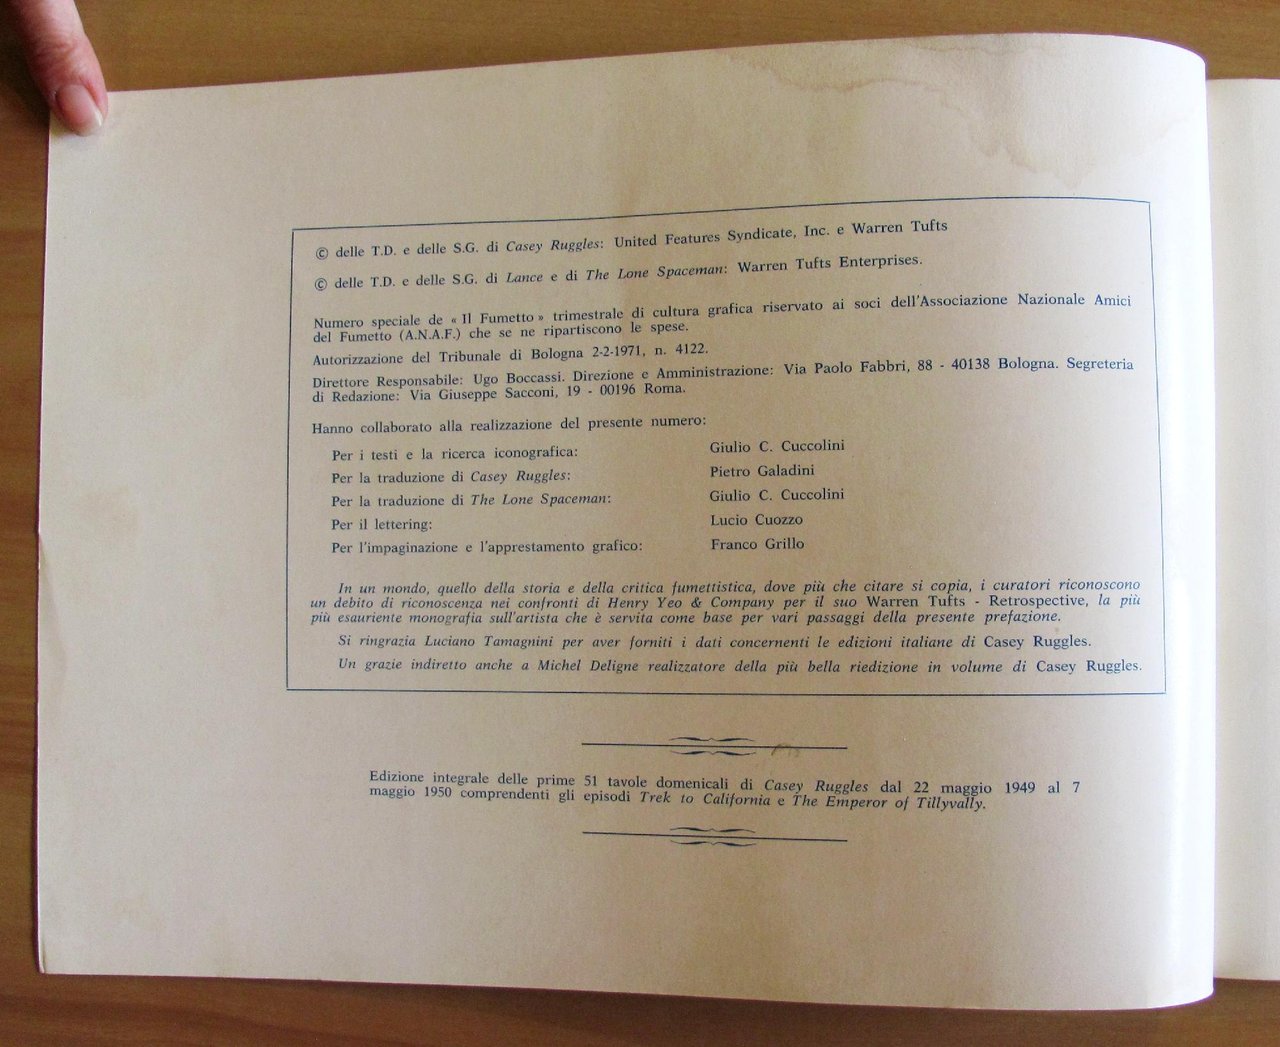 © delle T.D. e delle S.G. di Casey Ruggles: United Features Syndicate, Inc. e Warren Tufts
© delle T.D. e delle S.G. di Lance e di The Lone Spaceman: Warren Tufts Enterprises.
Numero speciale de « Il Fumetto » trimestrale di cultura grafica riservato ai soci dell'Associazione Nazionale Amici
del Fumetto (A.N.A.F.) che se ne ripartiscono le spese.
Autorizzazione del Tribunale di Bologna 2-2-1971, n. 4122.
Direttore Responsabile: Ugo Boccassi. Direzione e Amministrazione: Via Paolo Fabbri, 88 - 40138 Bologna. Segreteria
di Redazione: Via Giuseppe Sacconi, 19 - 00196 Roma.
Hanno collaborato alla realizzazione del presente numero:
Per i testi e la ricerca iconografica: Giulio C. Cuccolini
Per la traduzione di Casey Ruggles: Pietro Galadini
Per la traduzione di The Lone Spaceman: Giulio C. Cuccolini
Per il lettering: Lucio Cuozzo
Per l'impaginazione e l'apprestamento grafico: Franco Grillo
In un mondo, quello della storia e della critica fumettistica, dove più che citare si copia, i curatori riconoscono
un debito di riconoscenza nei confronti di Henry Yeo & Company per il suo Warren Tufts - Retrospective, la più
più esauriente monografia sull'artista che è servita come base per vari passaggi della presente prefazione.
Si ringrazia Luciano Tamagnini per aver forniti i dati concernenti le edizioni italiane di Casey Ruggles.
Un grazie indiretto anche a Michel Deligne realizzatore della più bella riedizione in volume di Casey Ruggles.
Edizione integrale delle prime 51 tavole domenicali di Casey Ruggles dal 22 maggio 1949 al 7
maggio 1950 comprendenti gli episodi Trek to California e The Emperor of Tillyvally.